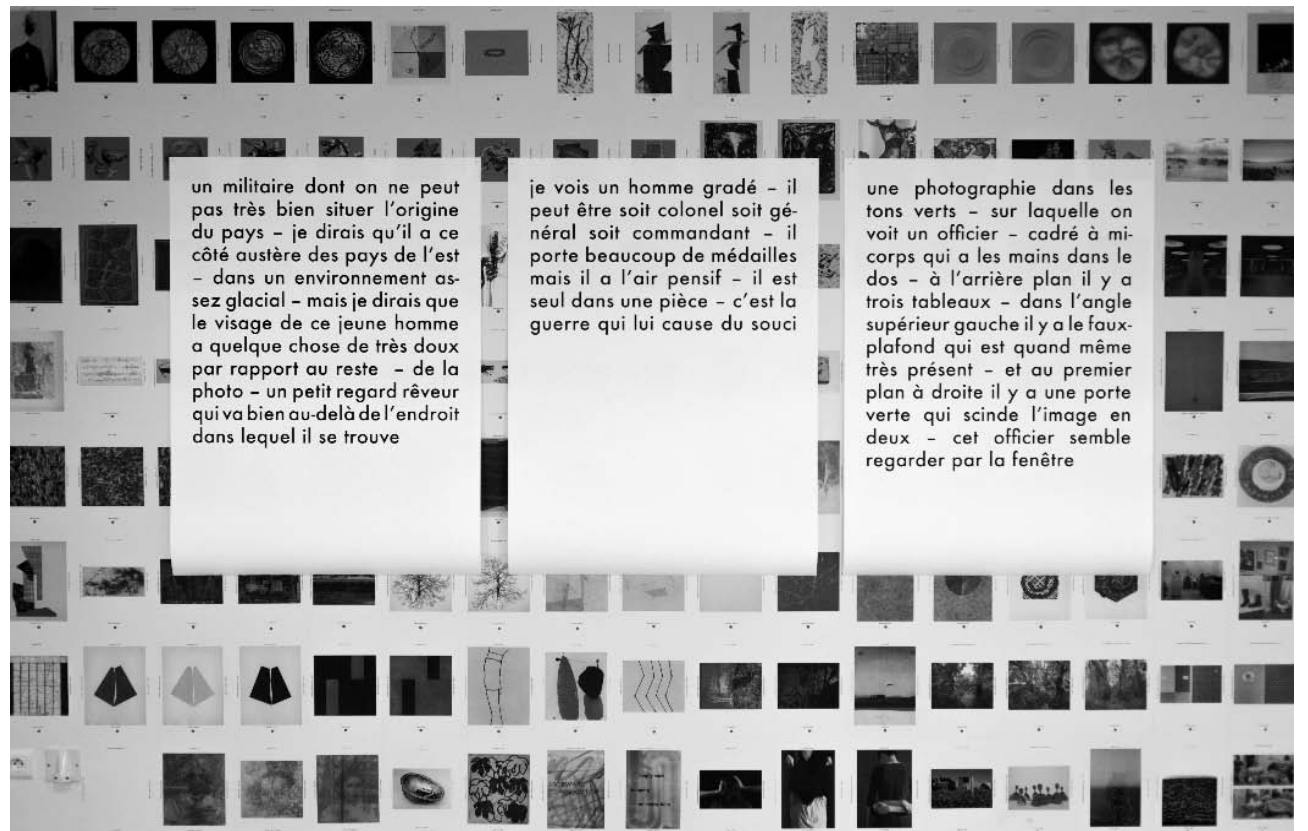 un militaire dont on ne peut
pas très bien situer l'origine
du pays – je dirais qu'il a ce
côté austère des pays de l'est
– dans un environnement as-
sez glacial – mais je dirais que
le visage de ce jeune homme
a quelque chose de très doux
par rapport au reste – de la
photo – un petit regard rêveur
qui va bien au-delà de l'endroit
dans lequel il se trouve
je vois un homme gradé – il
peut être soit colonel soit gé-
néral soit commandant – il
porte beaucoup de médailles
mais il a l'air pensif – il est
seul dans une pièce – c'est la
guerre qui lui cause du souci
une photographie dans les
tons verts – sur laquelle on
voit un officier – cadré à mi-
corps qui a les mains dans le
dos – à l'arrière plan il y a
trois tableaux – dans l'angle
supérieur gauche il y a le faux-
plafond qui est quand même
très présent – et au premier
plan à droite il y a une porte
verte qui scinde l'image en
deux – cet officier semble
regarder par la fenêtre